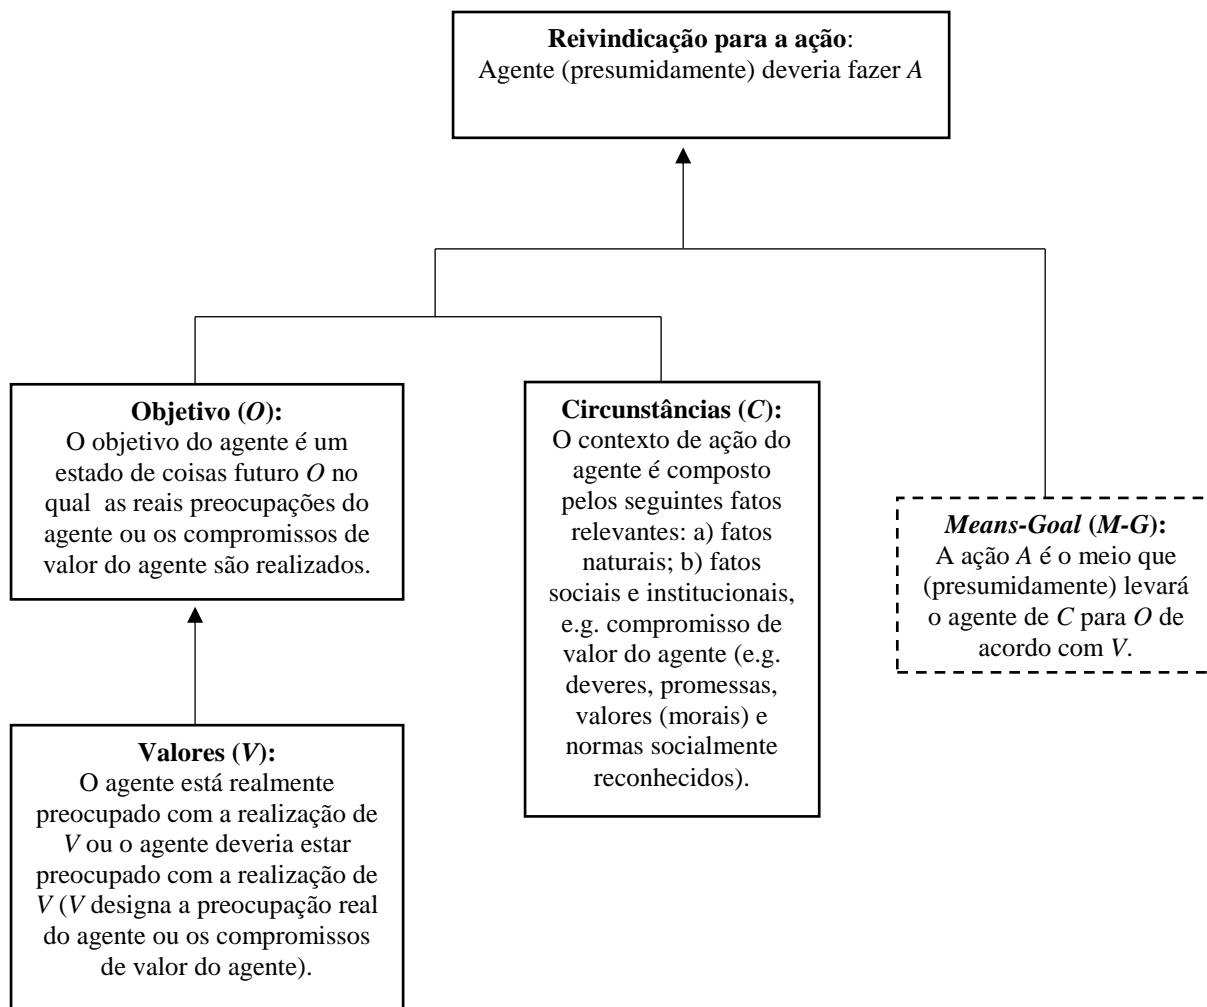 Reivindicação para a ação:
Agente (presumidamente) deveria fazer A
Objetivo (O):
O objetivo do agente é um
estado de coisas futuro O no
qual as reais preocupações do
agente ou os compromissos de
valor do agente são realizados.
Circunstâncias (C):
O contexto de ação do
agente é composto
pelos seguintes fatos
relevantes: a) fatos
naturais; b) fatos
sociais e institucionais,
e.g. compromisso de
valor do agente (e.g.
deveres, promessas,
valores (morais) e
normas socialmente
reconhecidos).
Means-Goal (M-G):
A ação A é o meio que
(presumidamente) levará
o agente de C para O de
acordo com V.
Valores (V):
O agente está realmente
preocupado com a realização de
V ou o agente deveria estar
preocupado com a realização de
V (V designa a preocupação real
do agente ou os compromissos
de valor do agente).